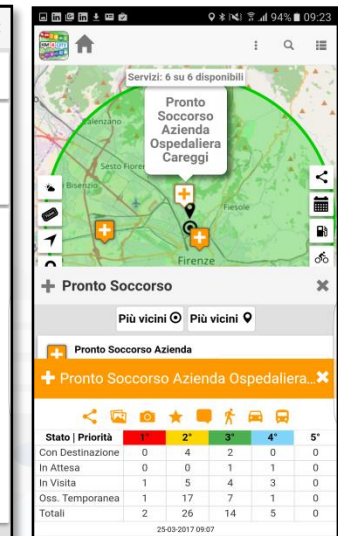 94% 09:23
Servizi: 6 su 6 disponibili
Pronto
Soccorso
Azienda
Ospedaliera
Careggi
Calenzano
Sesto Fiorer
Bisenzio
Fiesole
Firenze
Pronto Soccorso
Più vicini Più vicini
Pronto Soccorso Azienda
Pronto Soccorso Azienda Ospedaliera...
Stato | Priorità 1° 2° 3° 4° 5°
Con Destinazione 0 4 2 0 0
In Attesa 0 0 1 1 0
In Visita 1 5 4 3 0
Oss. Temporanea 1 17 7 1 0
Totali 2 26 14 5 0
25-03-2017 09:07